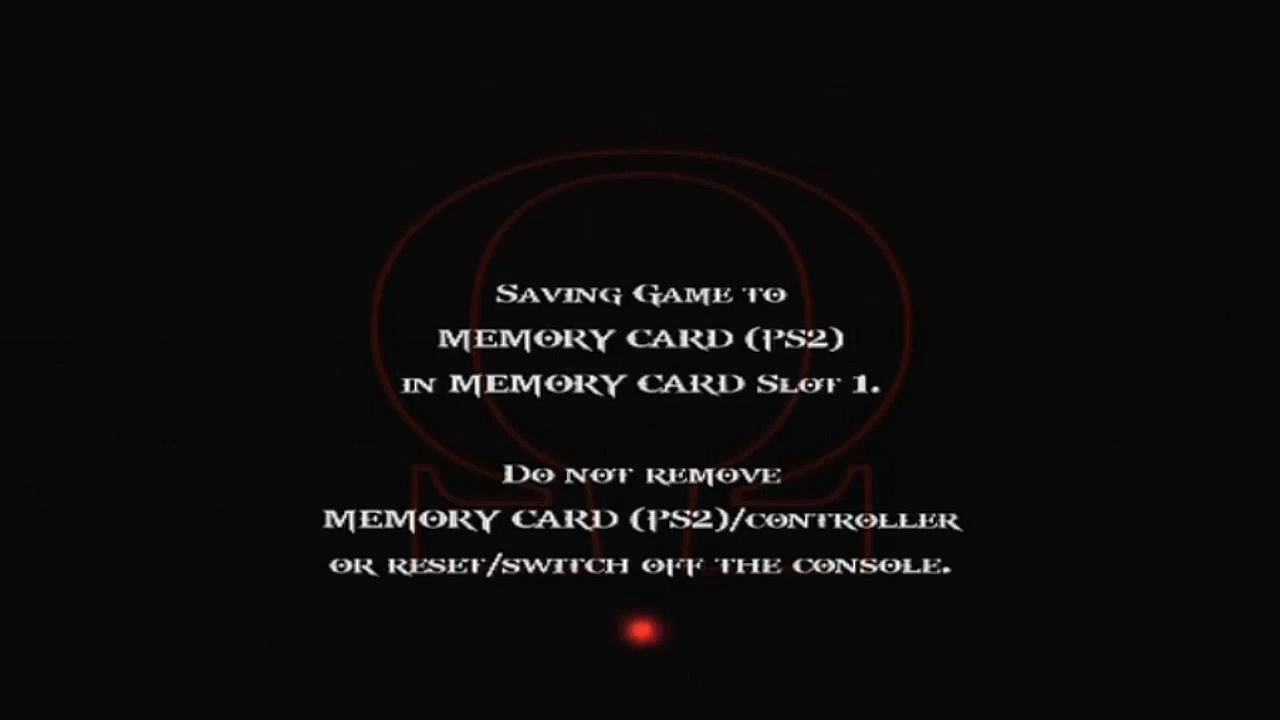 Saving Game to
MEMORY CARD (PS2)
in MEMORY CARD Slot 1.
Do not remove
MEMORY CARD (PS2)/controller
or reset/switch off the console.